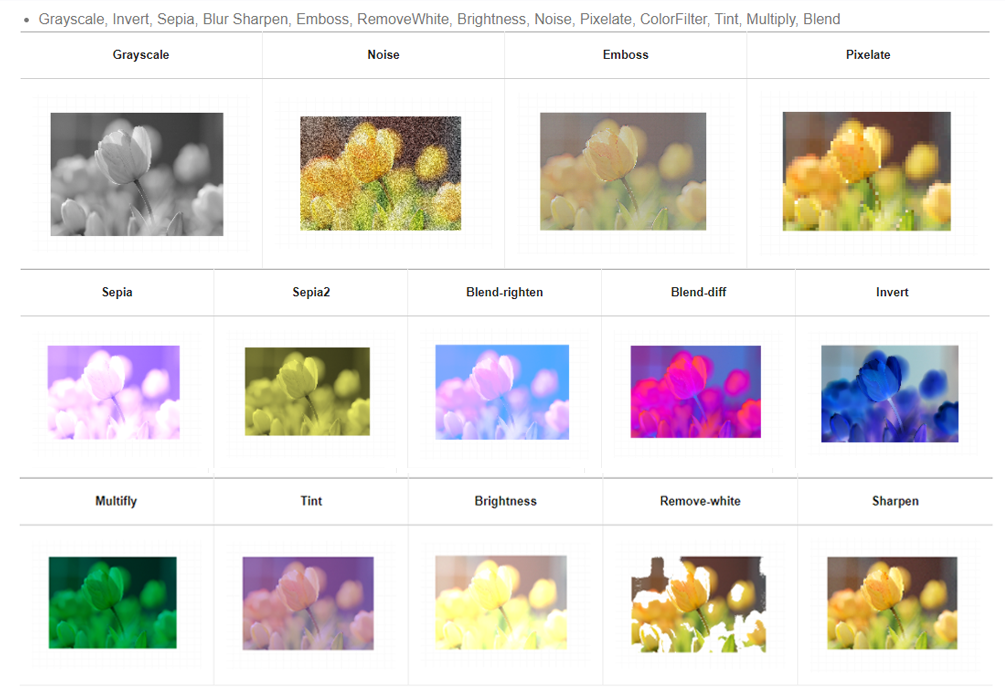 Grayscale, Invert, Sepia, Blur Sharpen, Emboss, RemoveWhite, Brightness, Noise, Pixelate, ColorFilter, Tint, Multiply, Blend
Grayscale Noise Emboss Pixelate
Sepia Sepia2 Blend-righten Blend-diff Invert
Multifly Tint Brightness Remove-white Sharpen